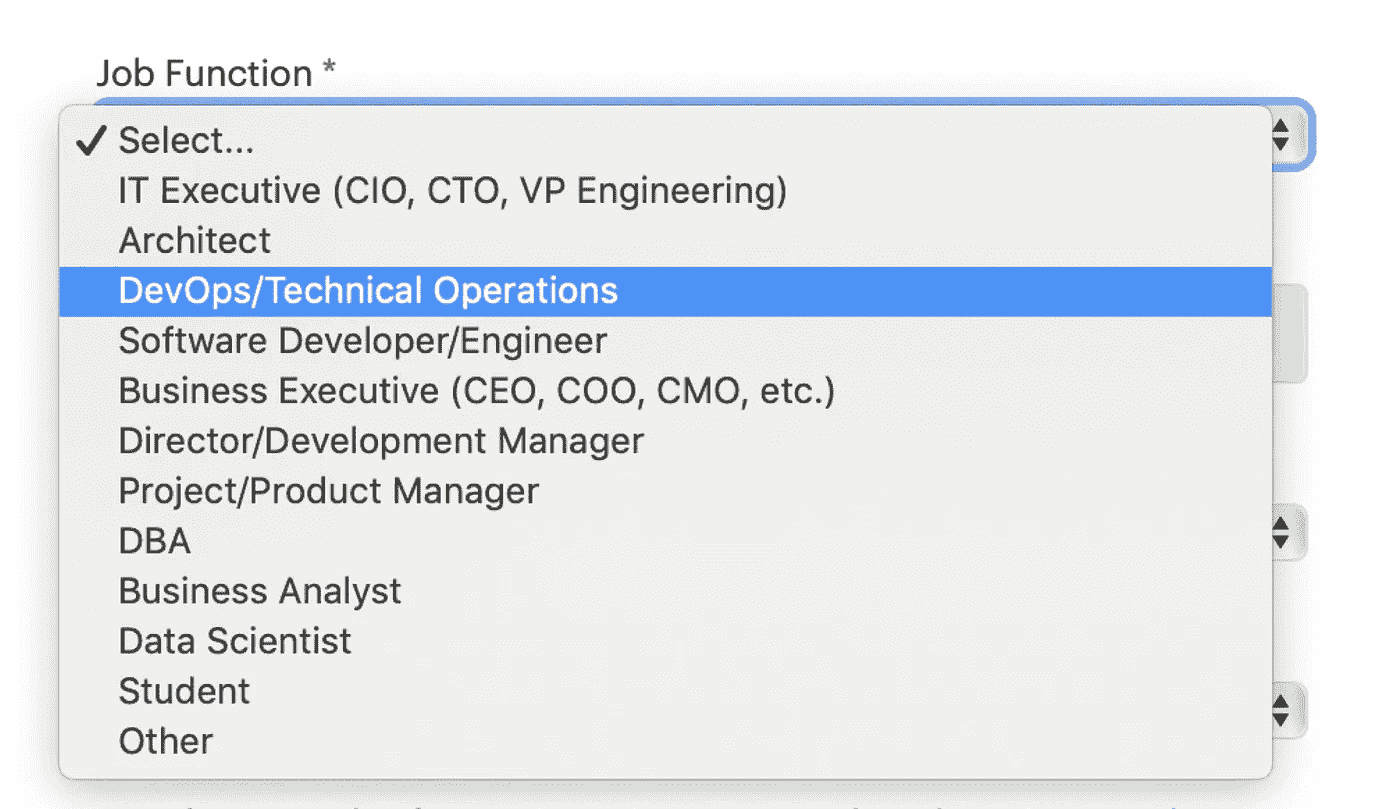 Job Function *
✓ Select...
IT Executive (CIO, CTO, VP Engineering)
Architect
DevOps/Technical Operations
Software Developer/Engineer
Business Executive (CEO, COO, CMO, etc.)
Director/Development Manager
Project/Product Manager
DBA
Business Analyst
Data Scientist
Student
Other